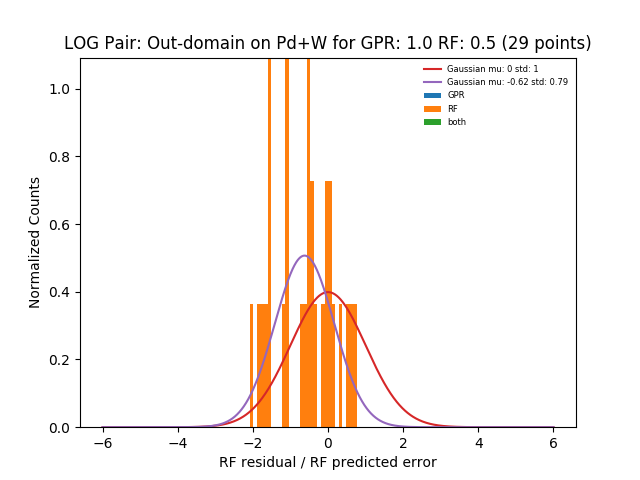 LOG Pair: Out-domain on Pd+W for GPR: 1.0 RF: 0.5 (29 points)
Gaussian mu: 0 std: 1
Gaussian mu: -0.62 std: 0.79
GPR
RF
both
Normalized Counts
1.0
0.8
0.6
0.4
0.2
0.0
−6 −4 −2 0 2 4 6
RF residual / RF predicted error